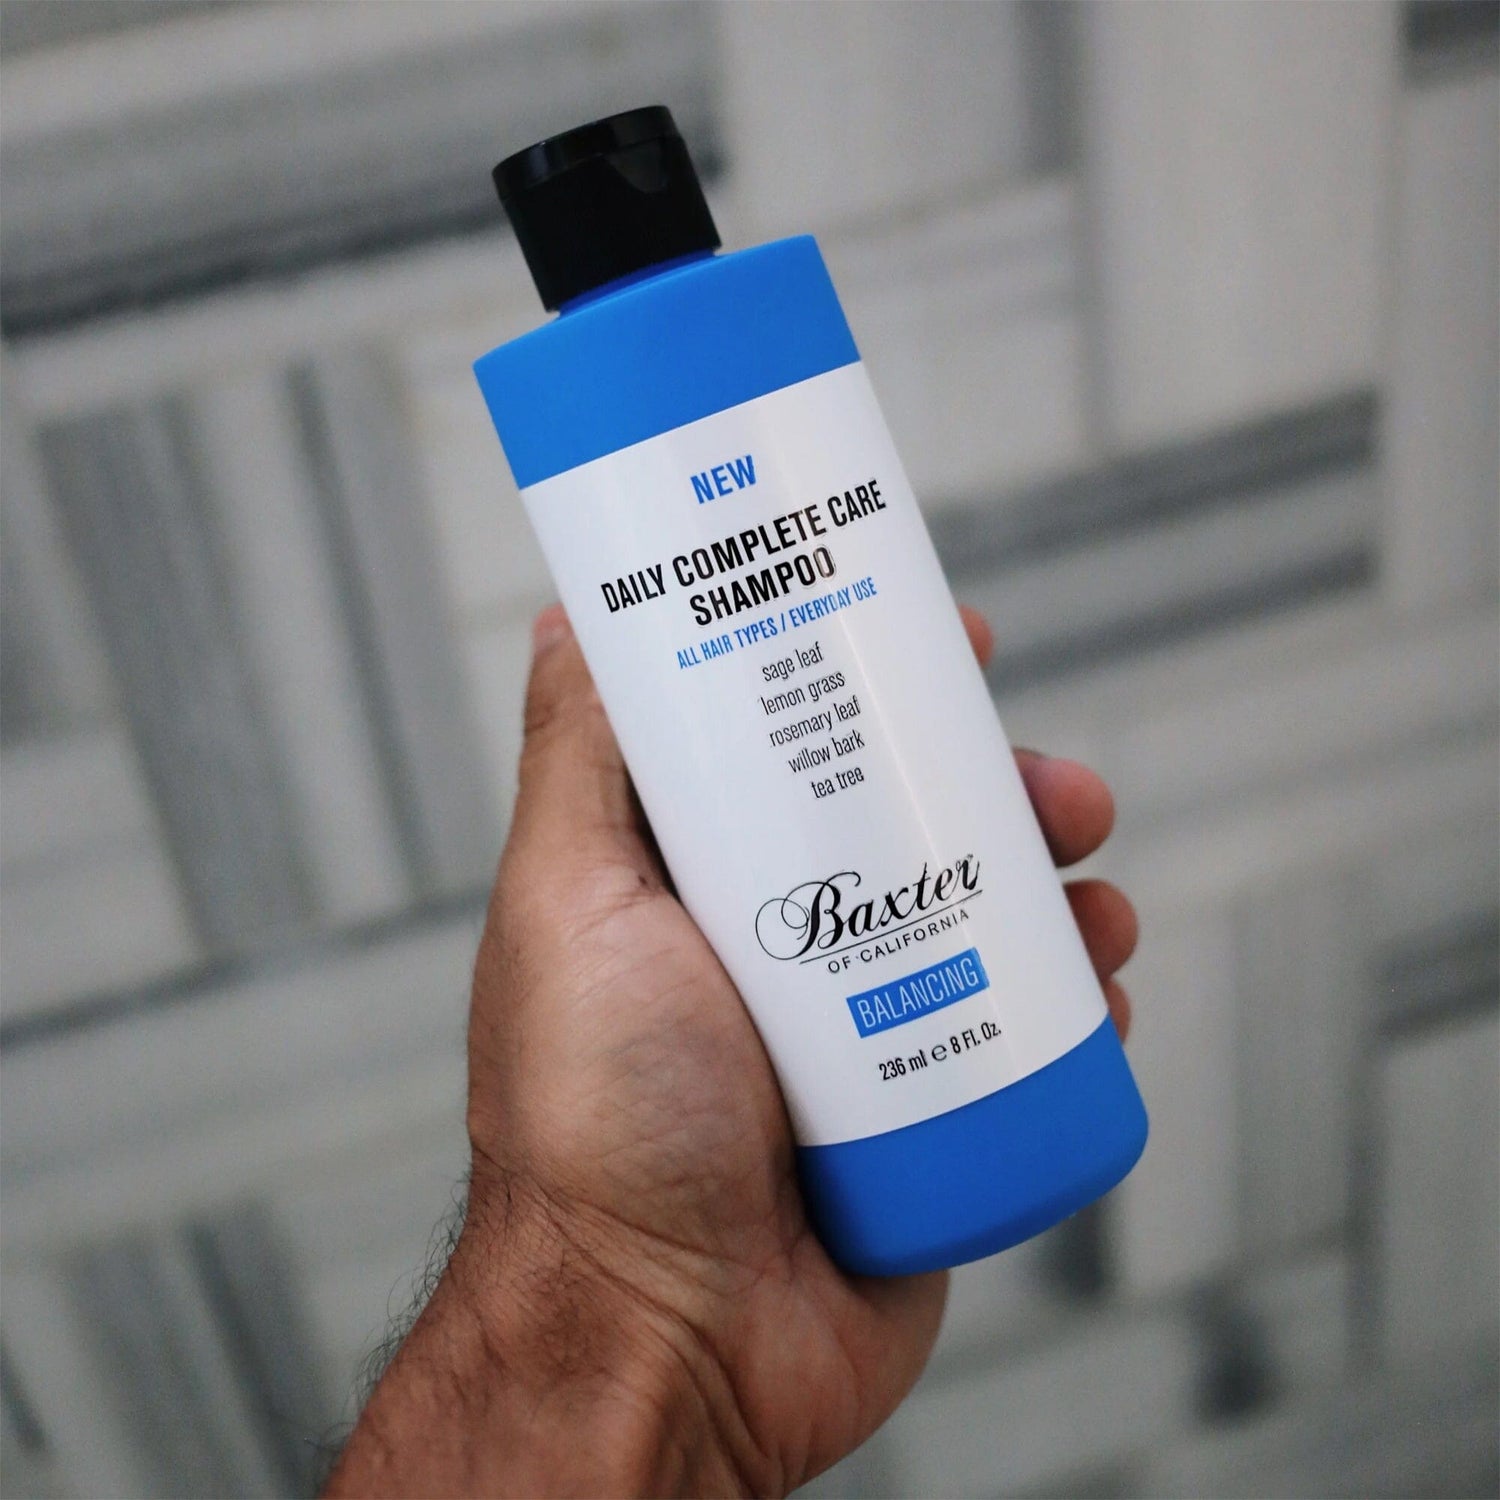 NEW
DAILY COMPLETE CARE
SHAMPOO
ALL HAIR TYPES / EVERYDAY USE
sage leaf
lemon grass
rosemary leaf
willow bark
tea tree
Baxter™
OF CALIFORNIA
BALANCING
236 ml ℮ 8 Fl. Oz.